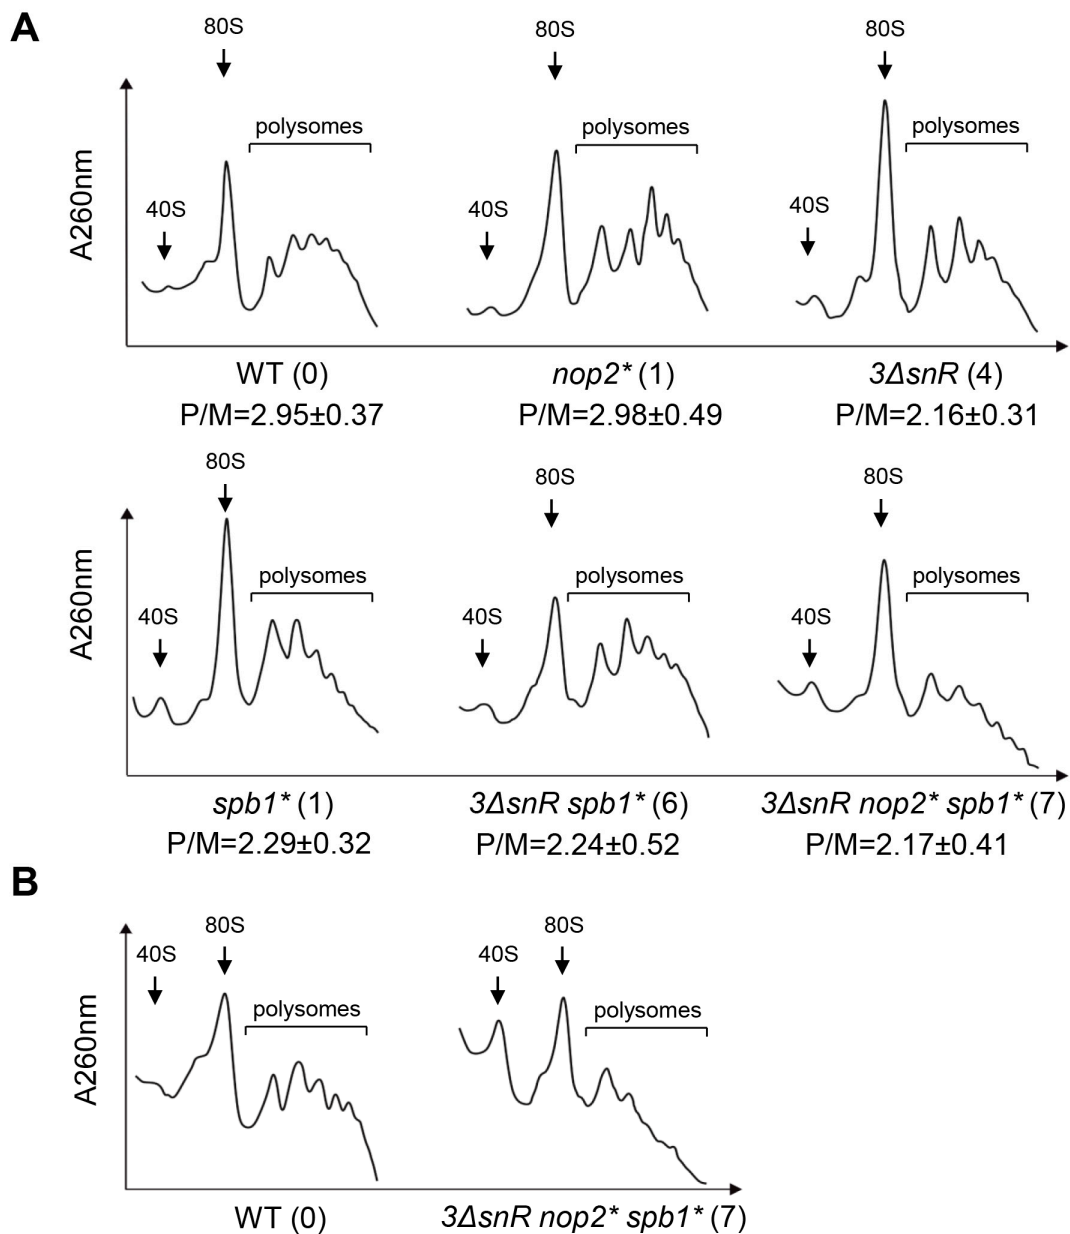 A
80S 80S 80S
polysomes polysomes polysomes
40S 40S 40S
A260nm
WT (0) nop2* (1) 3ΔsnR (4)
P/M=2.95±0.37 P/M=2.98±0.49 P/M=2.16±0.31
80S 80S 80S
polysomes polysomes polysomes
40S 40S 40S
A260nm
spb1* (1) 3ΔsnR spb1* (6) 3ΔsnR nop2* spb1* (7)
P/M=2.29±0.32 P/M=2.24±0.52 P/M=2.17±0.41
B
80S 80S
40S 40S
polysomes polysomes
A260nm
WT (0) 3ΔsnR nop2* spb1* (7)